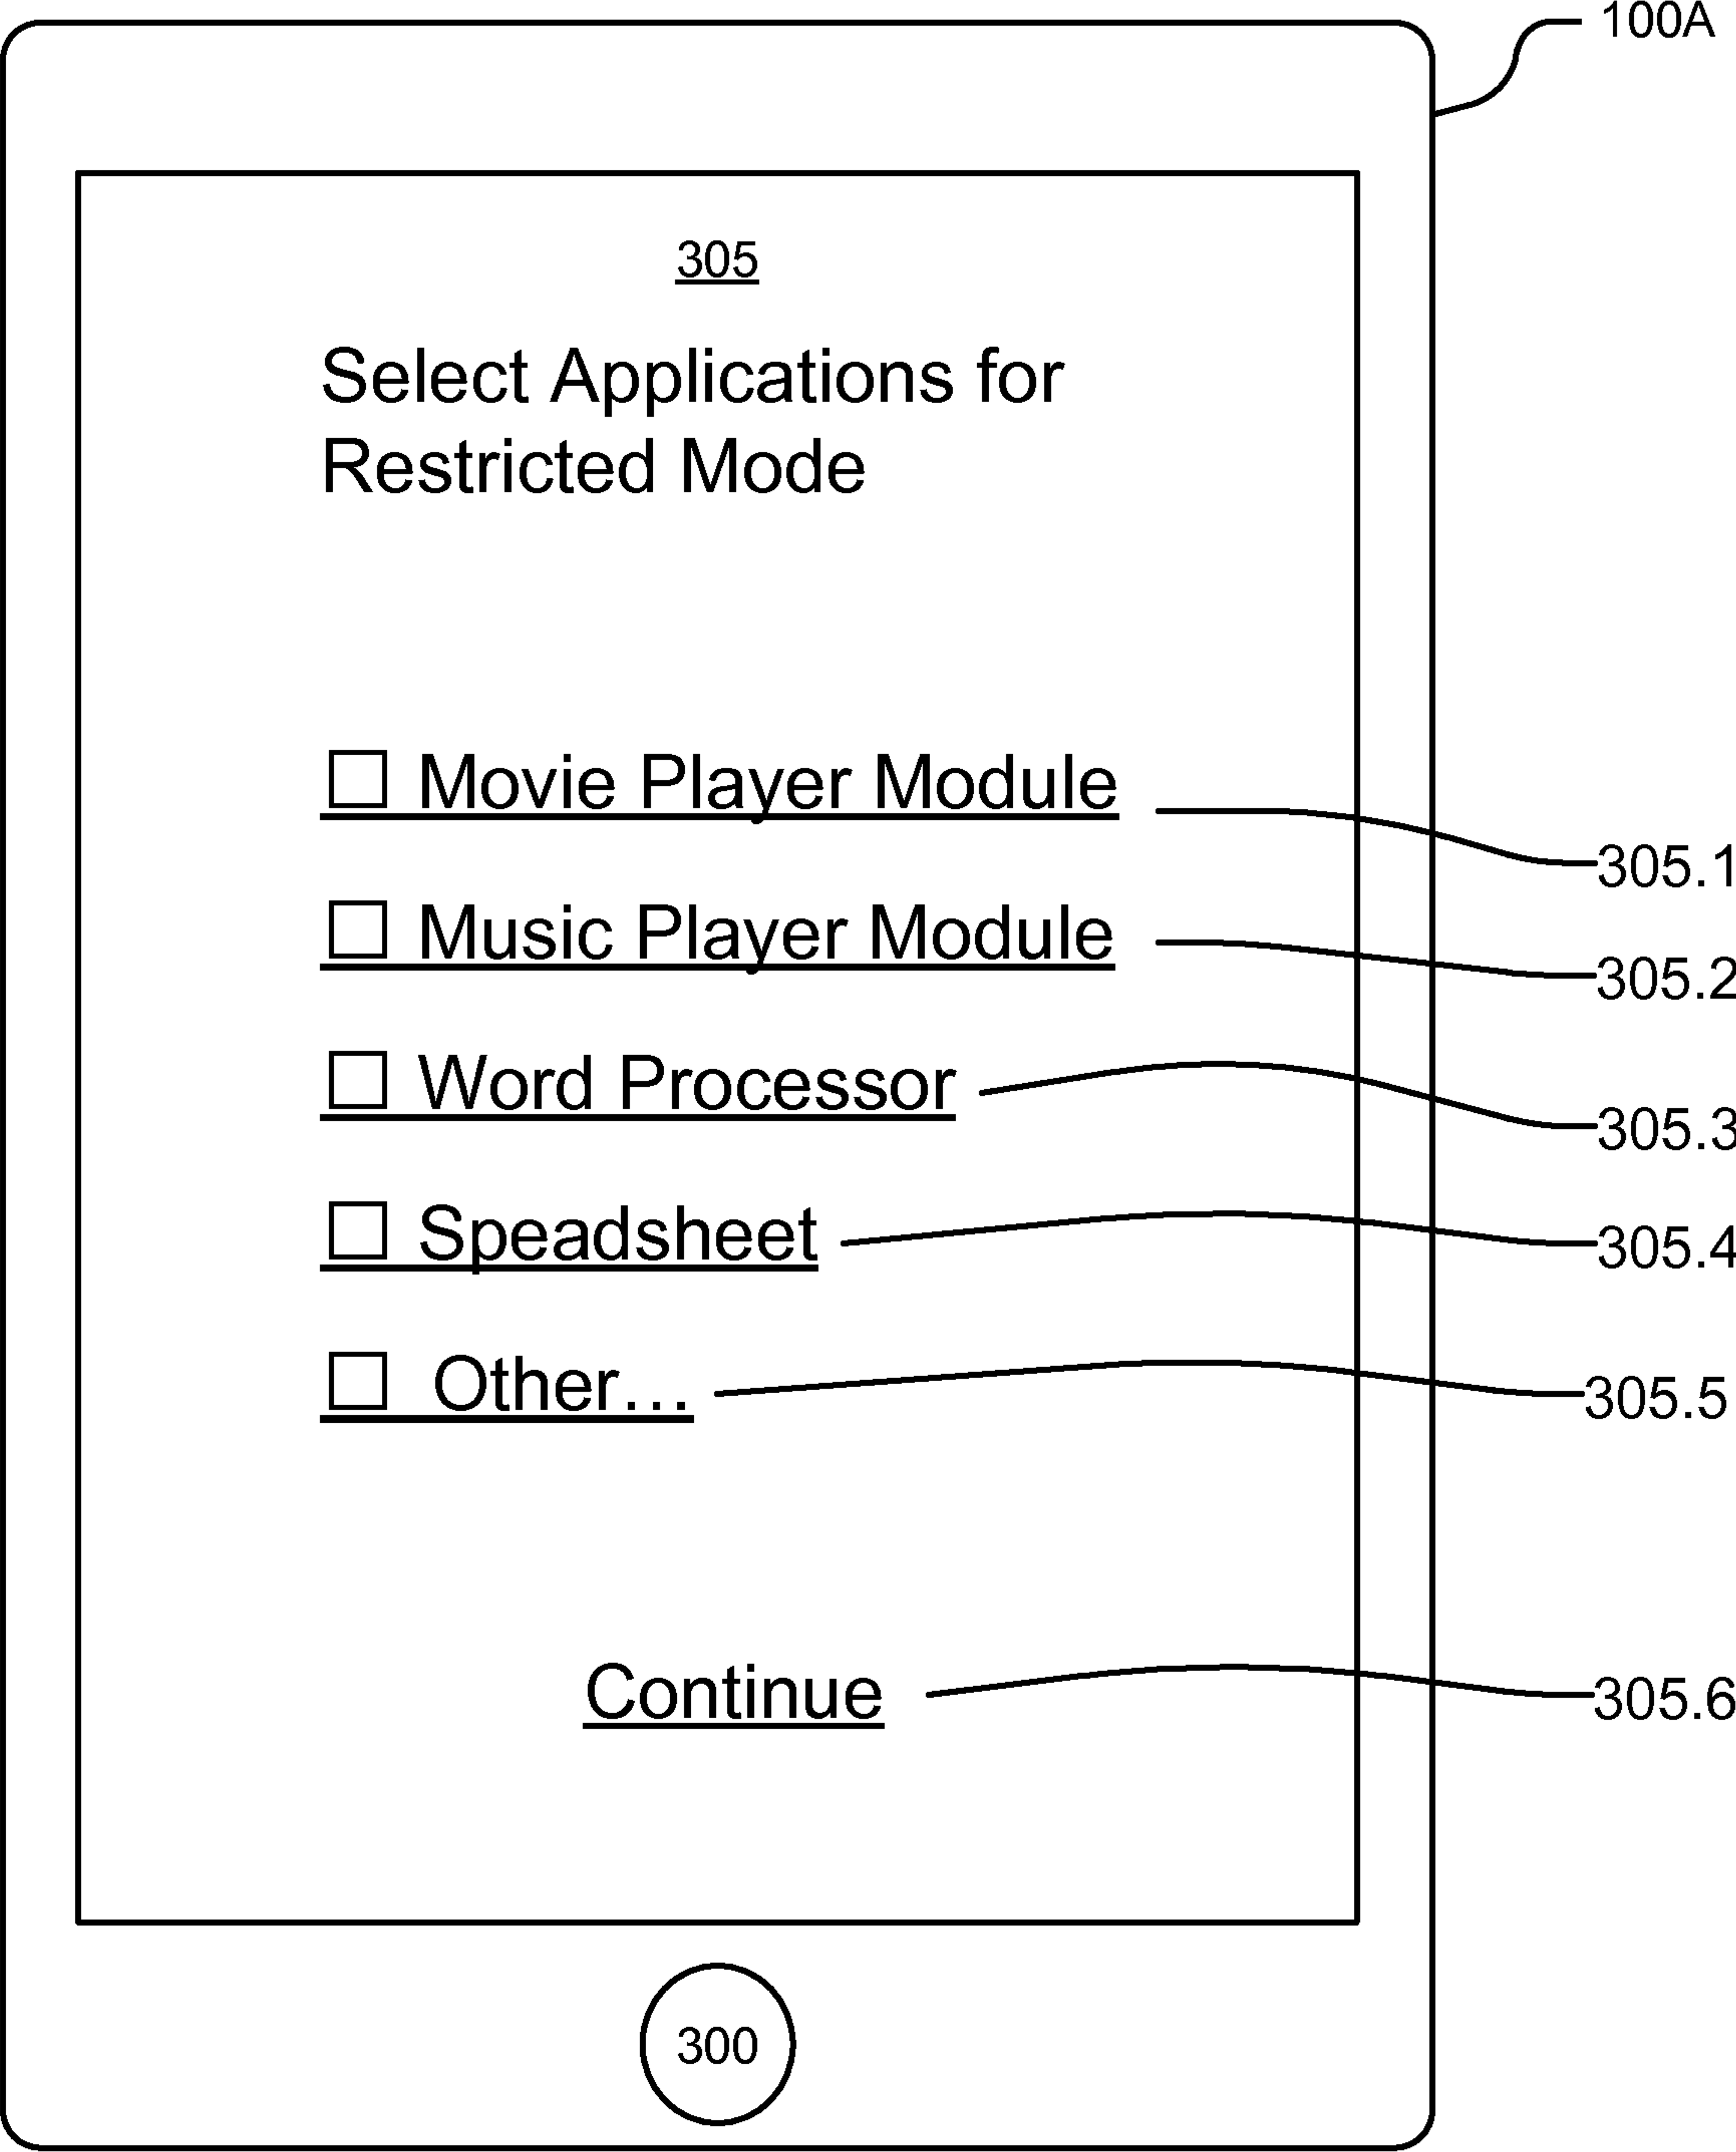 100A
305
Select Applications for
Restricted Mode
Movie Player Module
305.1
Music Player Module
305.2
Word Processor
305.3
Speadsheet
305.4
Other...
305.5
Continue
305.6
300